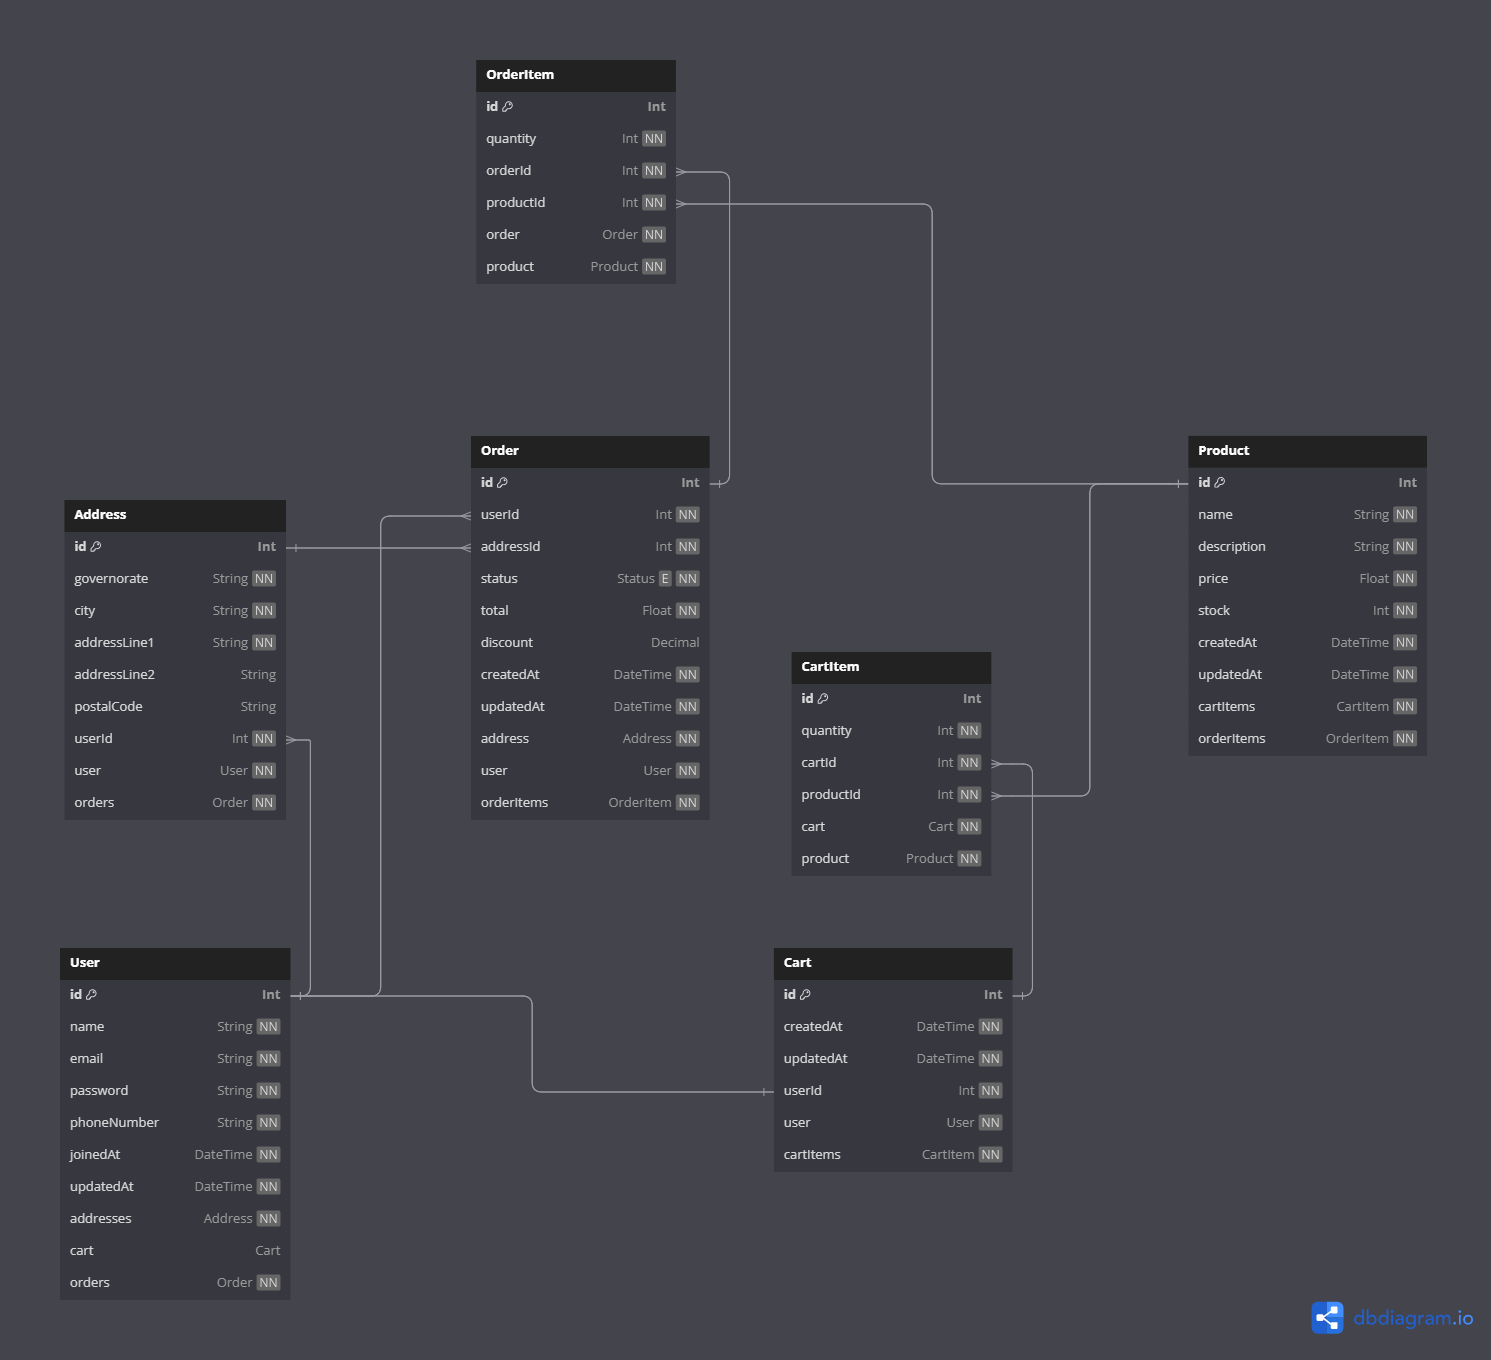 OrderItem
id Int
quantity Int NN
orderId Int NN
productId Int NN
order Order NN
product Product NN
Order
id Int
userId Int NN
addressId Int NN
status Status E NN
total Float NN
discount Decimal
createdAt DateTime NN
updatedAt DateTime NN
address Address NN
user User NN
orderItems OrderItem NN
Product
id Int
name String NN
description String NN
price Float NN
stock Int NN
createdAt DateTime NN
updatedAt DateTime NN
cartItems CartItem NN
orderItems OrderItem NN
Address
id Int
governorate String NN
city String NN
addressLine1 String NN
addressLine2 String
postalCode String
userId Int NN
user User NN
orders Order NN
CartItem
id Int
quantity Int NN
cartId Int NN
productId Int NN
cart Cart NN
product Product NN
User
id Int
name String NN
email String NN
password String NN
phoneNumber String NN
joinedAt DateTime NN
updatedAt DateTime NN
addresses Address NN
cart Cart
orders Order NN
Cart
id Int
createdAt DateTime NN
updatedAt DateTime NN
userId Int NN
user User NN
cartItems CartItem NN
dbdiagram.io